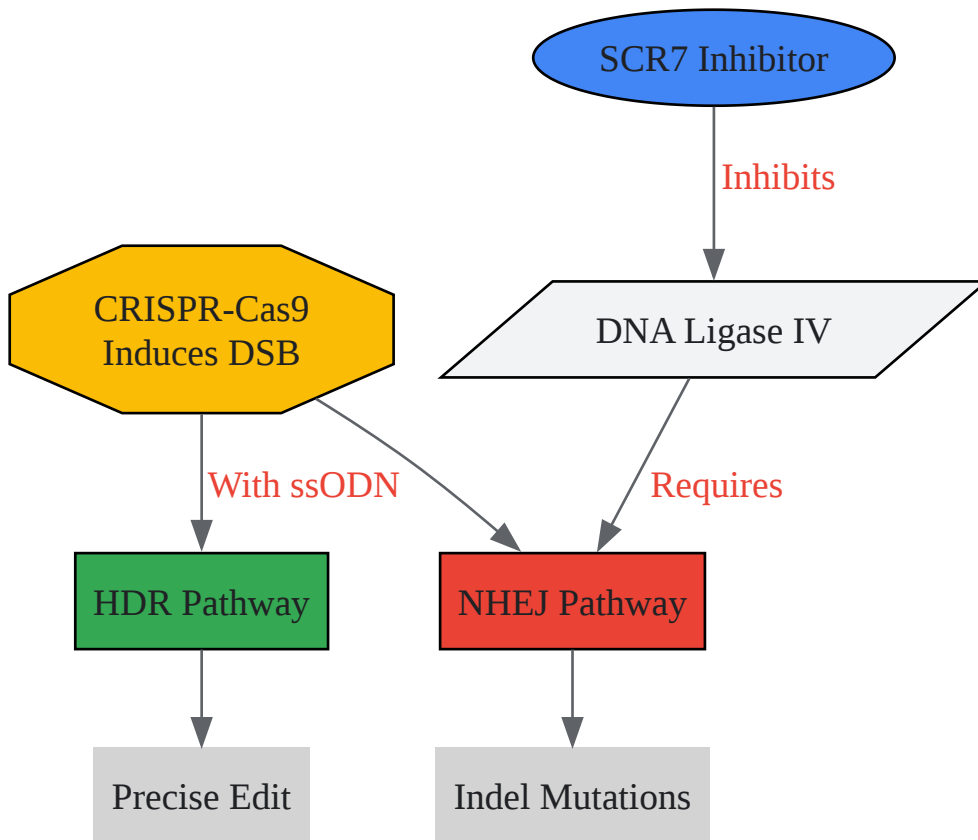 SCR7 Inhibitor
Inhibits
CRISPR-Cas9
Induces DSB
DNA Ligase IV
With ssODN
Requires
HDR Pathway
NHEJ Pathway
Precise Edit
Indel Mutations